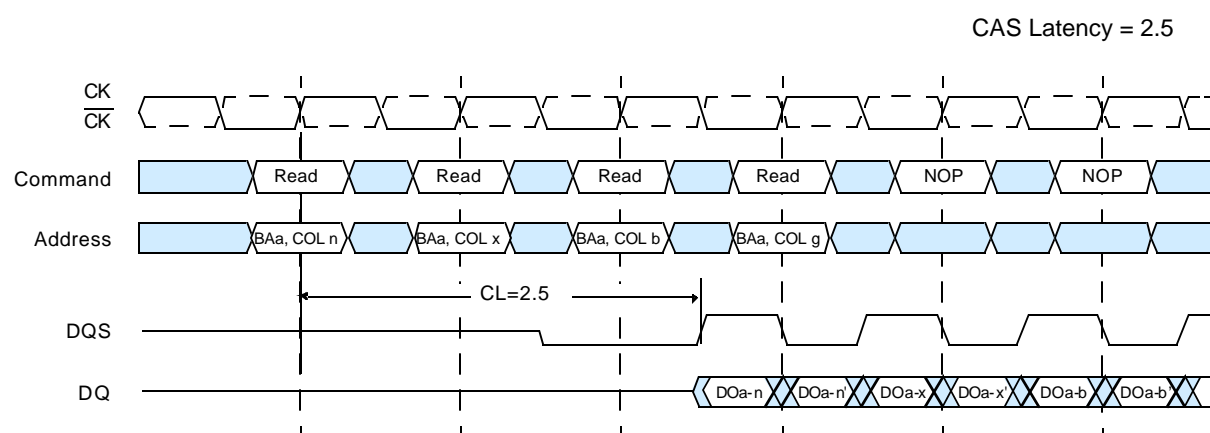 CAS Latency = 2.5
CK
CK
Command Read Read Read Read NOP NOP
Address BAa, COL n BAa, COL x BAa, COL b BAa, COL g
CL=2.5
DQS
DQ DOa-n DOa-n' DOa-x DOa-x' DOa-b DOa-b'